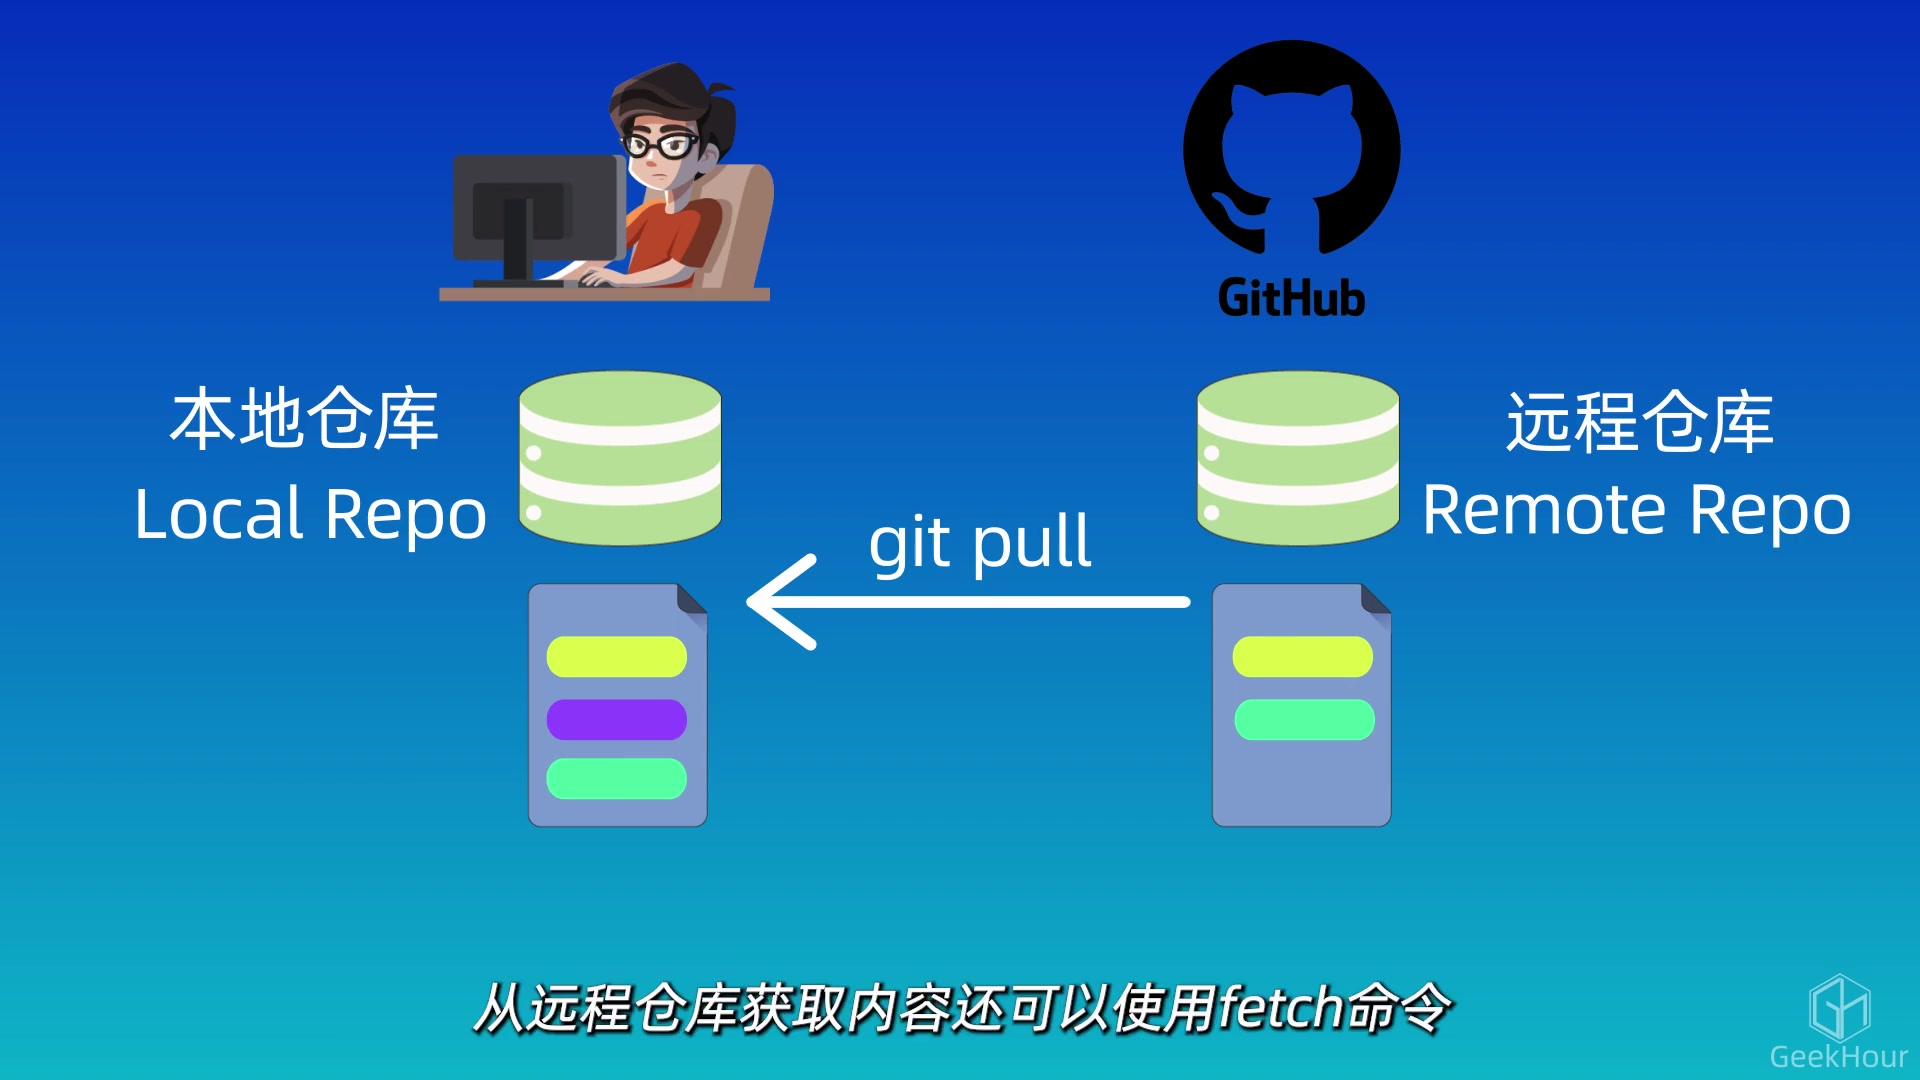 GitHub
本地仓库
Local Repo
远程仓库
Remote Repo
git pull
从远程仓库获取内容还可以使用fetch命令
GeekHour